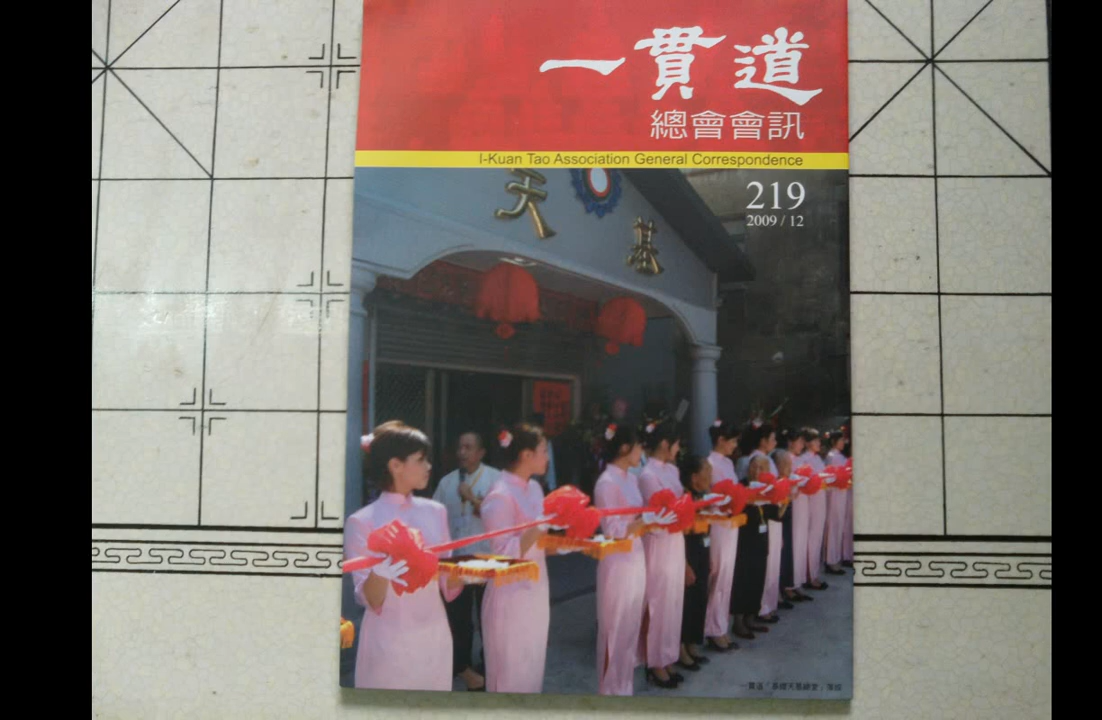 一貫道
總會會訊
I-Kuan Tao Association General Correspondence
219
2009 / 12
天 基